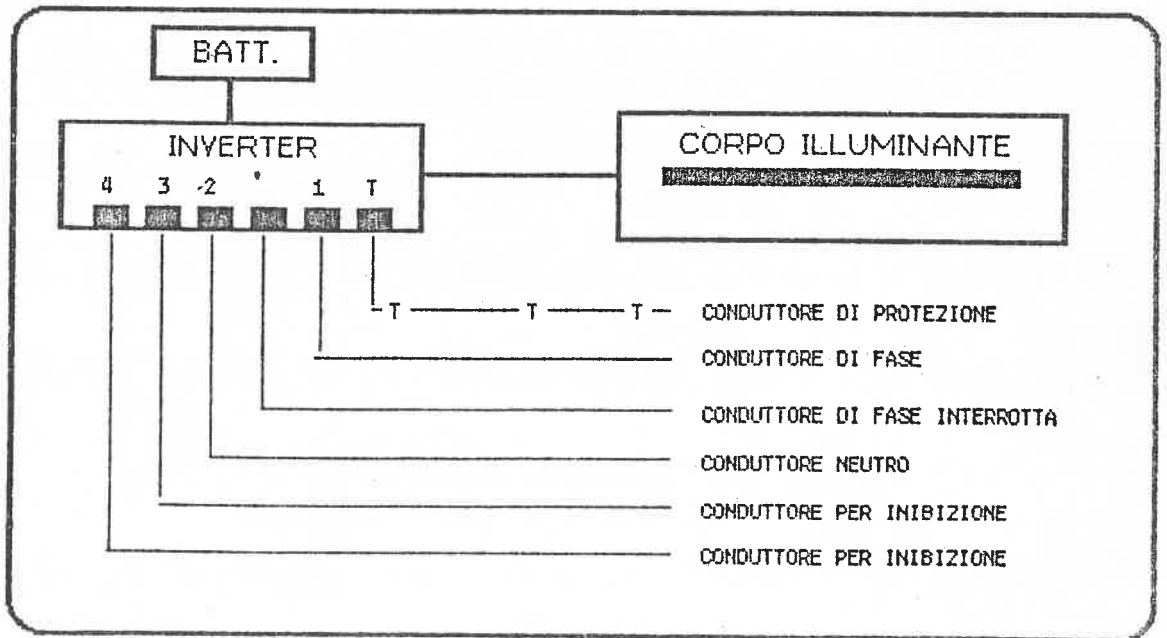 BATT.
INVERTER
4 3 2 ' 1 T
CORPO ILLUMINANTE
T T T CONDUTTORE DI PROTEZIONE
CONDUTTORE DI FASE
CONDUTTORE DI FASE INTERROTTA
CONDUTTORE NEUTRO
CONDUTTORE PER INIBIZIONE
CONDUTTORE PER INIBIZIONE